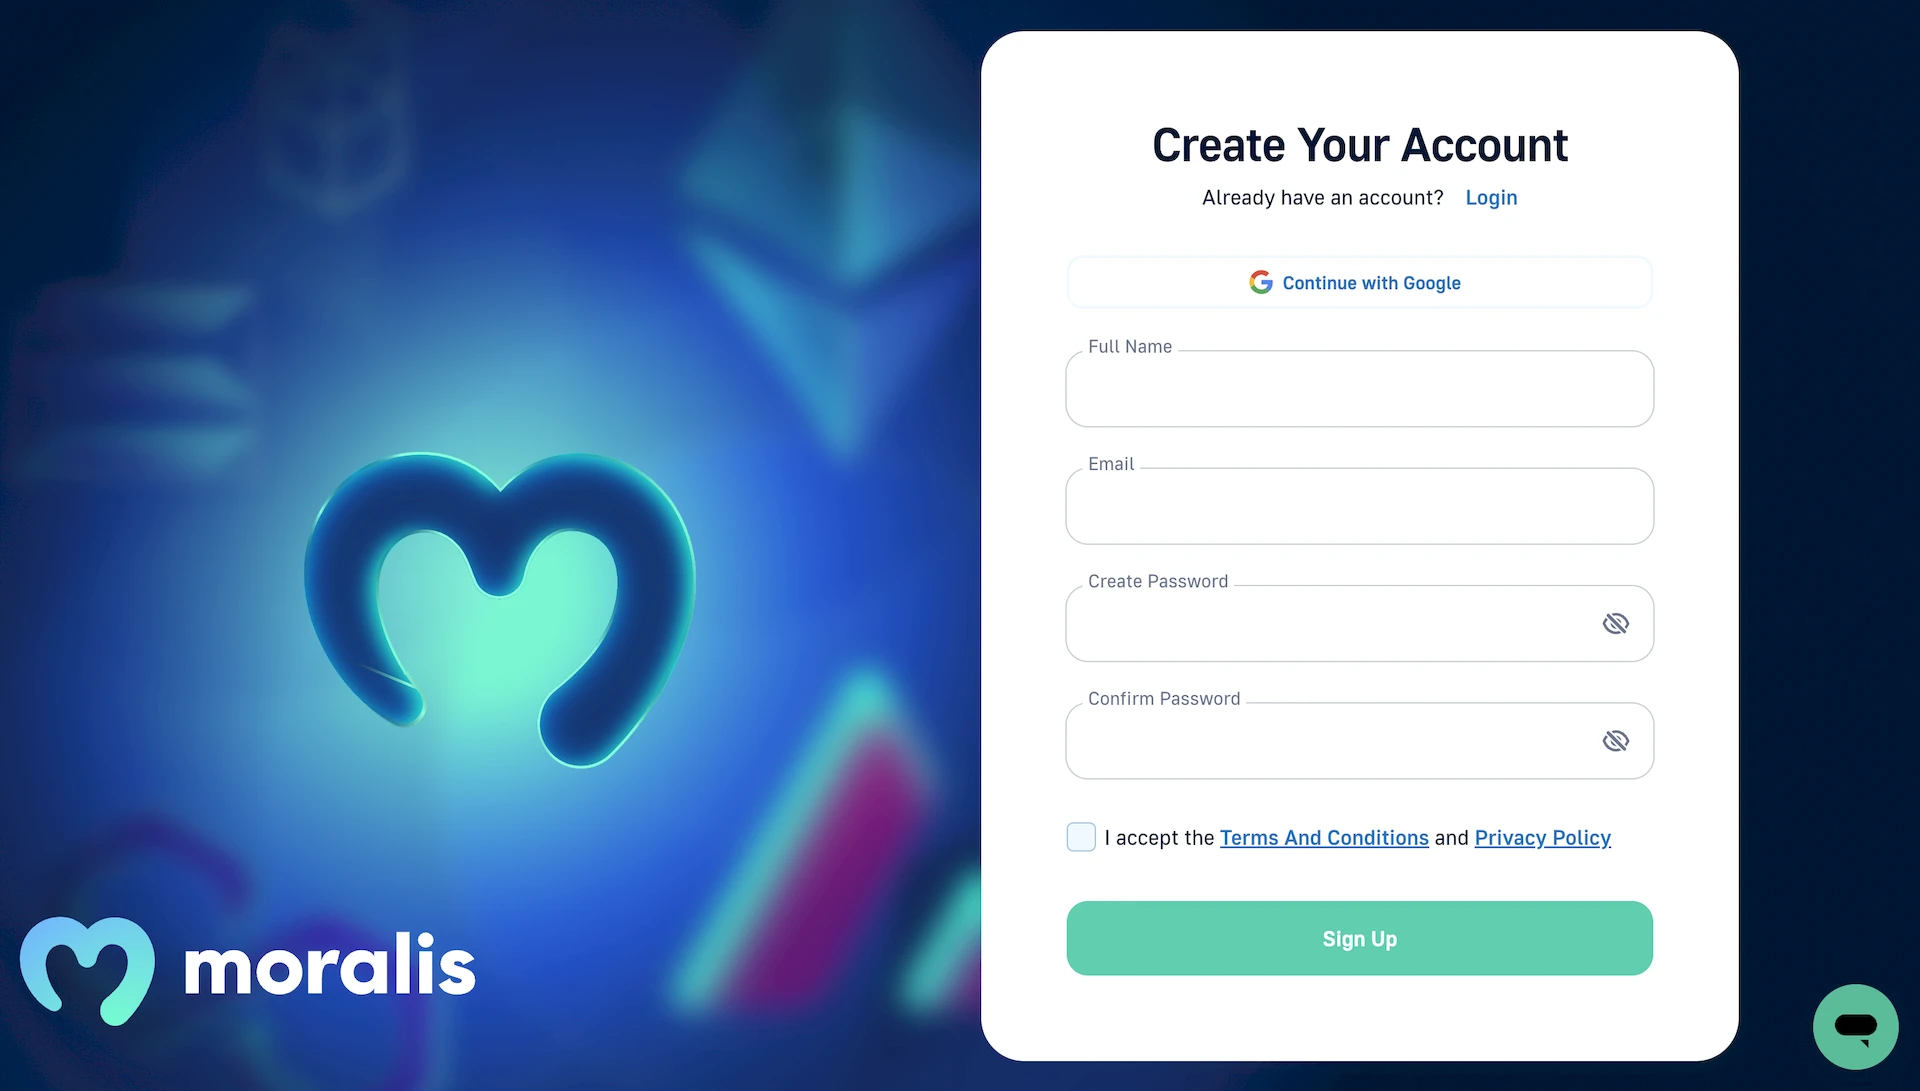 Create Your Account
Already have an account? Login
Continue with Google
Full Name
Email
Create Password
Confirm Password
I accept the Terms And Conditions and Privacy Policy
Sign Up
moralis